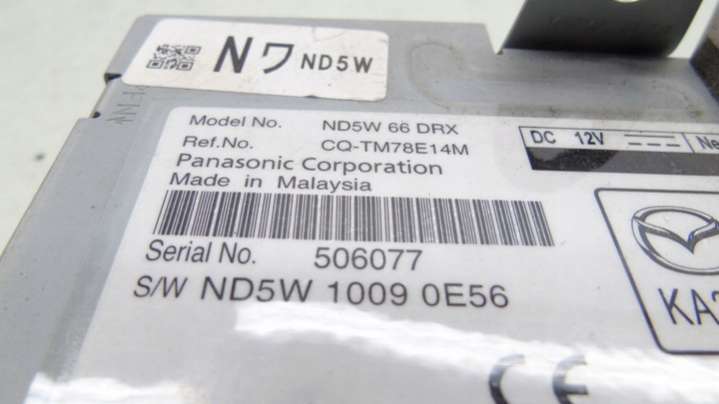 Nワ ND5W
Model No. ND5W 66 DRX
Ref.No. CQ-TM78E14M
Panasonic Corporation
Made in Malaysia
DC 12V
Serial No. 506077
S/W ND5W 1009 0E56
CE